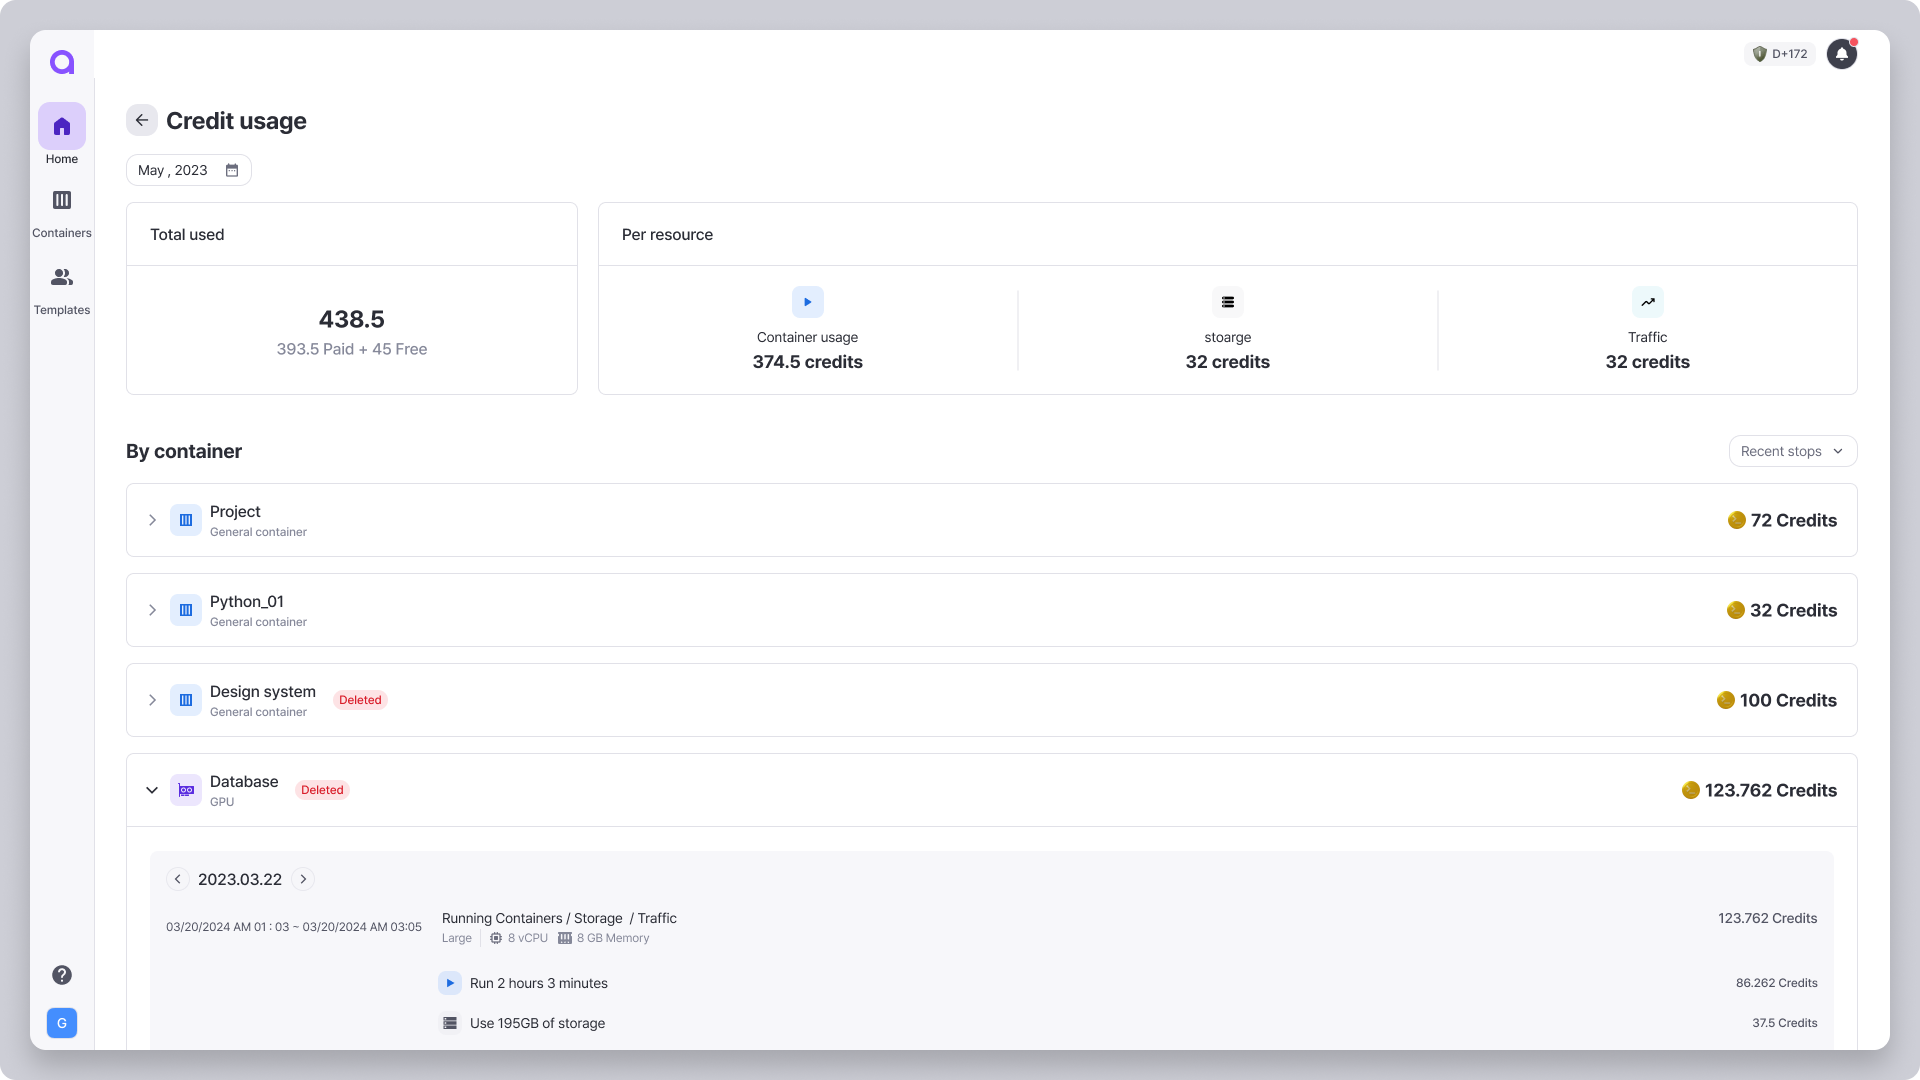 D+172
Home
Containers
Templates
G
Credit usage
May , 2023
Total used
438.5
393.5 Paid + 45 Free
Per resource
Container usage
374.5 credits
stoarge
32 credits
Traffic
32 credits
By container
Recent stops
Project
General container
72 Credits
Python_01
General container
32 Credits
Design system
General container
Deleted
100 Credits
Database
GPU
Deleted
123.762 Credits
2023.03.22
03/20/2024 AM 01 : 03 ~ 03/20/2024 AM 03:05
Running Containers / Storage / Traffic
123.762 Credits
Large 8 vCPU 8 GB Memory
Run 2 hours 3 minutes
86.262 Credits
Use 195GB of storage
37.5 Credits